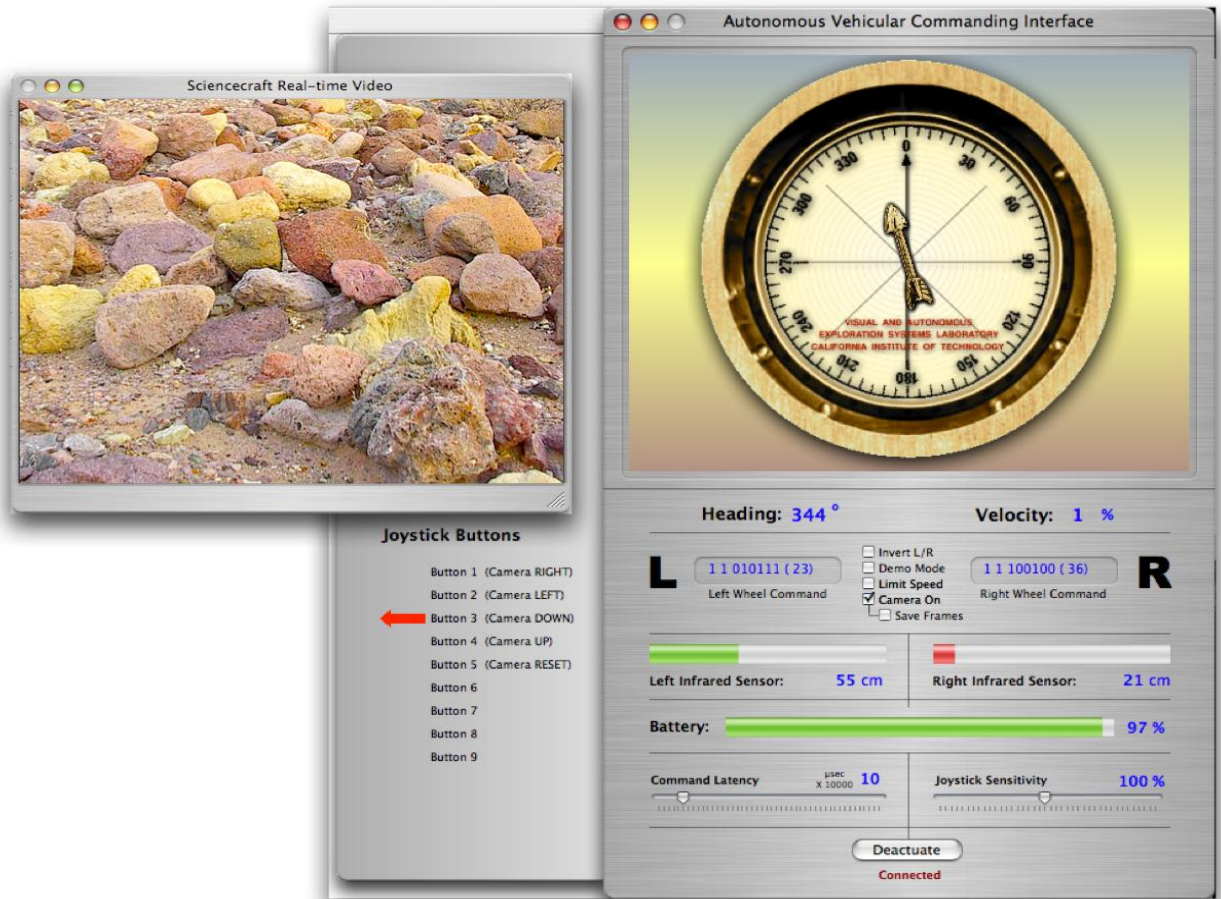 Sciencecraft Real-time Video
Joystick Buttons
Button 1 (Camera RIGHT)
Button 2 (Camera LEFT)
Button 3 (Camera DOWN)
Button 4 (Camera UP)
Button 5 (Camera RESET)
Button 6
Button 7
Button 8
Button 9
Autonomous Vehicular Commanding Interface
0
30
60
90
120
150
180
210
240
270
300
330
VISUAL AND AUTONOMOUS
EXPLORATION SYSTEMS LABORATORY
CALIFORNIA INSTITUTE OF TECHNOLOGY
Heading: 344 °
Velocity: 1 %
L
1 1 010111 ( 23)
Left Wheel Command
Invert L/R
Demo Mode
Limit Speed
Camera On
Save Frames
1 1 100100 ( 36)
Right Wheel Command
R
Left Infrared Sensor: 55 cm
Right Infrared Sensor: 21 cm
Battery: 97 %
Command Latency µsec X 10000 10
Joystick Sensitivity 100 %
Deactuate
Connected